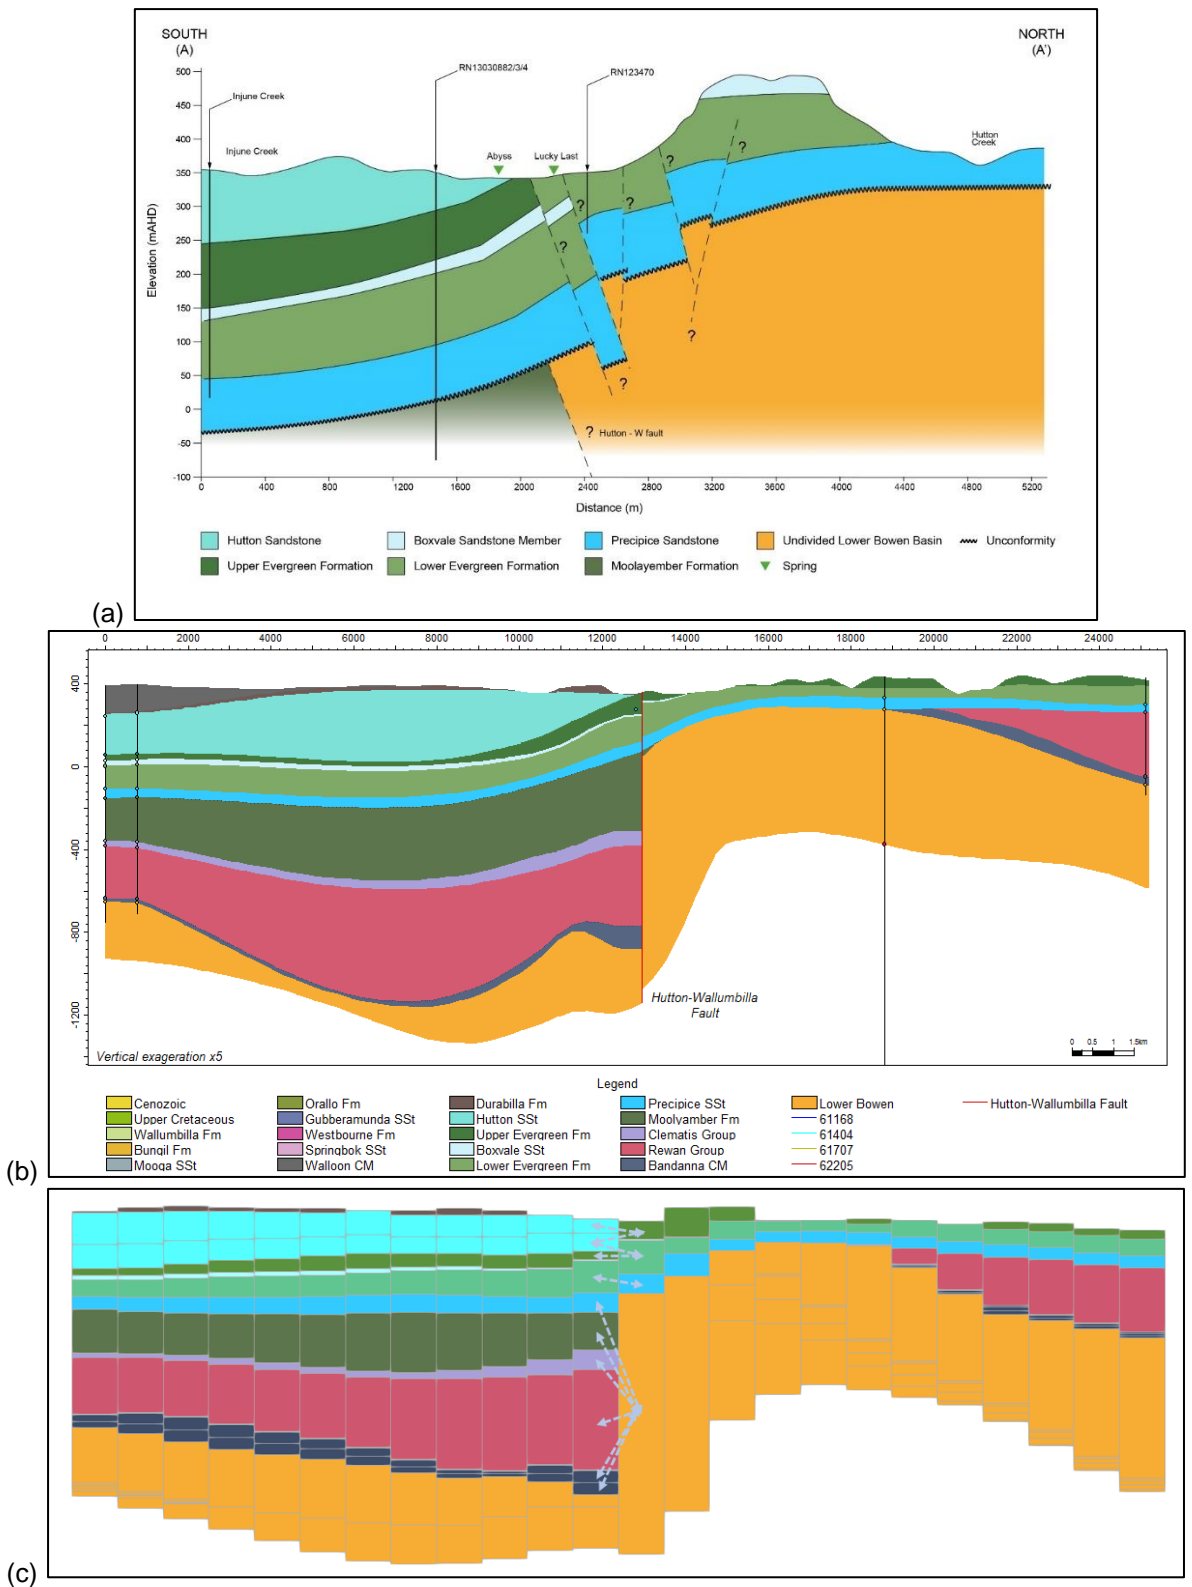 SOUTH
(A)
NORTH
(A')
RN13030882/3/4
RN123470
Injune Creek
Injune Creek
Abyss
Lucky Last
Hutton
Creek
500
450
400
350
300
250
200
150
100
50
0
-50
-100
Elevation (mAHD)
?
?
?
?
?
?
?
? Hutton - W fault
0 400 800 1200 1600 2000 2400 2800 3200 3600 4000 4400 4800 5200
Distance (m)
Hutton Sandstone Boxvale Sandstone Member Precipice Sandstone Undivided Lower Bowen Basin Unconformity
Upper Evergreen Formation Lower Evergreen Formation Moolayember Formation Spring
(a)
0 2000 4000 6000 8000 10000 12000 14000 16000 18000 20000 22000 24000
400
0
-400
-800
-1200
Hutton-Wallumbilla
Fault
0 0.5 1 1.5km
Vertical exageration x5
Legend
Cenozoic Orallo Fm Durabilla Fm Precipice SSt Lower Bowen Hutton-Wallumbilla Fault
Upper Cretaceous Gubberamunda SSt Hutton SSt Moolyamber Fm 61168
Wallumbilla Fm Westbourne Fm Upper Evergreen Fm Clematis Group 61404
Bungil Fm Springbok SSt Boxvale SSt Rewan Group 61707
Mooga SSt Walloon CM Lower Evergreen Fm Bandanna CM 62205
(b)
(c)